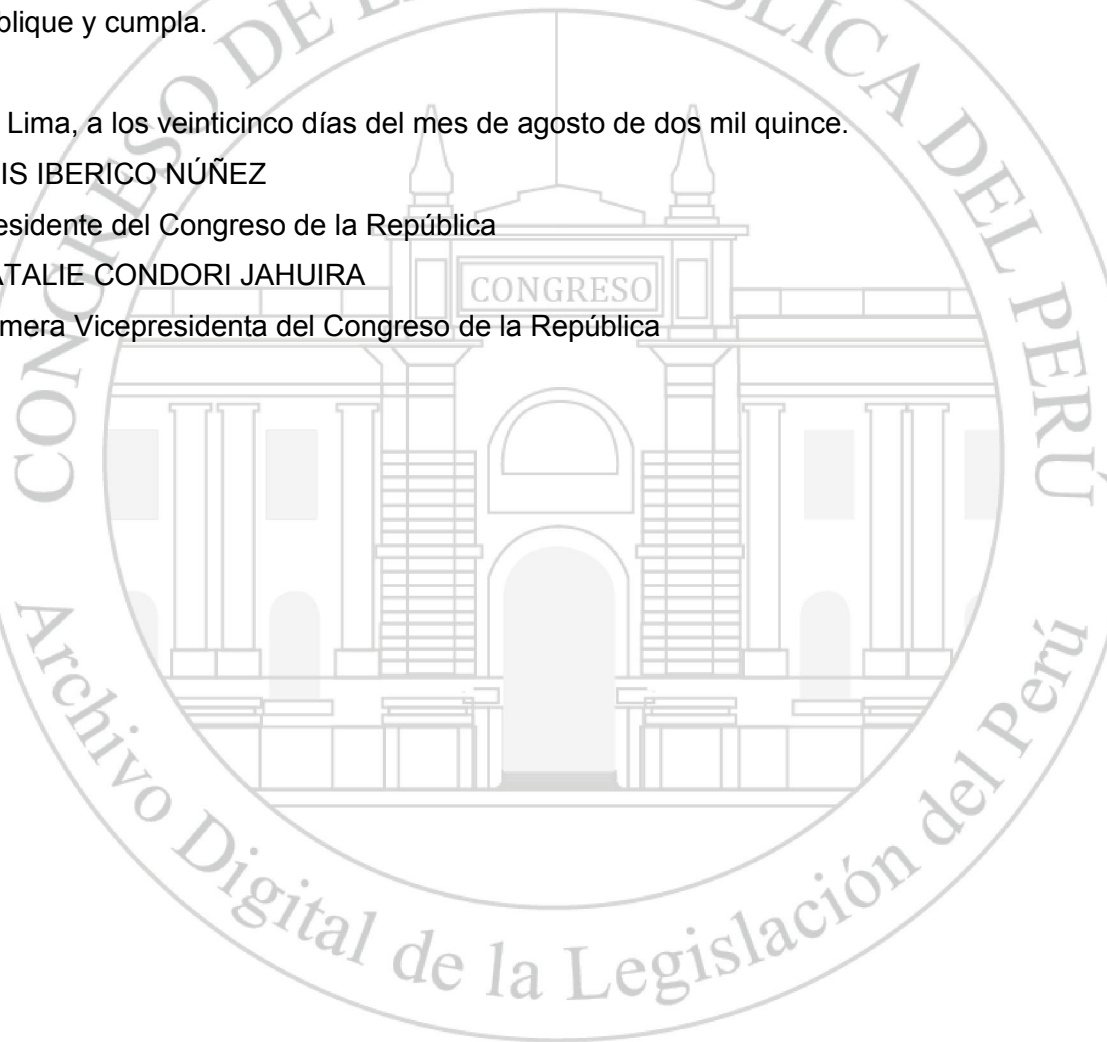 blique y cumpla.
Lima, a los veinticinco días del mes de agosto de dos mil quince.
IS IBERICO NÚÑEZ
esidente del Congreso de la República
ATALIE CONDORI JAHUIRA
mera Vicepresidenta del Congreso de la República
CONGRESO DE BLICA DEL PERÚ
CONGRESO
Archivo Digital de la Legislación del Perú